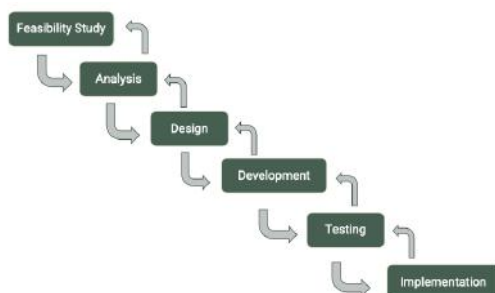 Feasibility Study
Analysis
Design
Development
Testing
Implementation